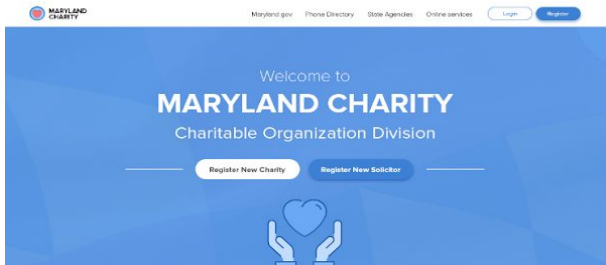 MARYLAND
CHARITY
Maryland.gov Phone Directory State Agencies Online services Login Register
Welcome to
MARYLAND CHARITY
Charitable Organization Division
Register New Charity Register New Solicitor